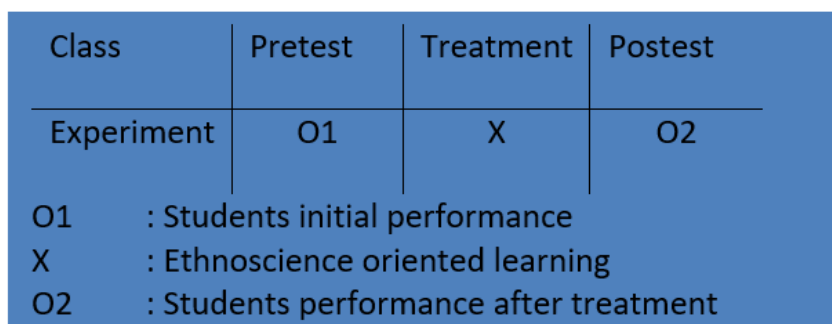 Class Pretest Treatment Postest
Experiment O1 X O2
O1 : Students initial performance
X : Ethnoscience oriented learning
O2 : Students performance after treatment